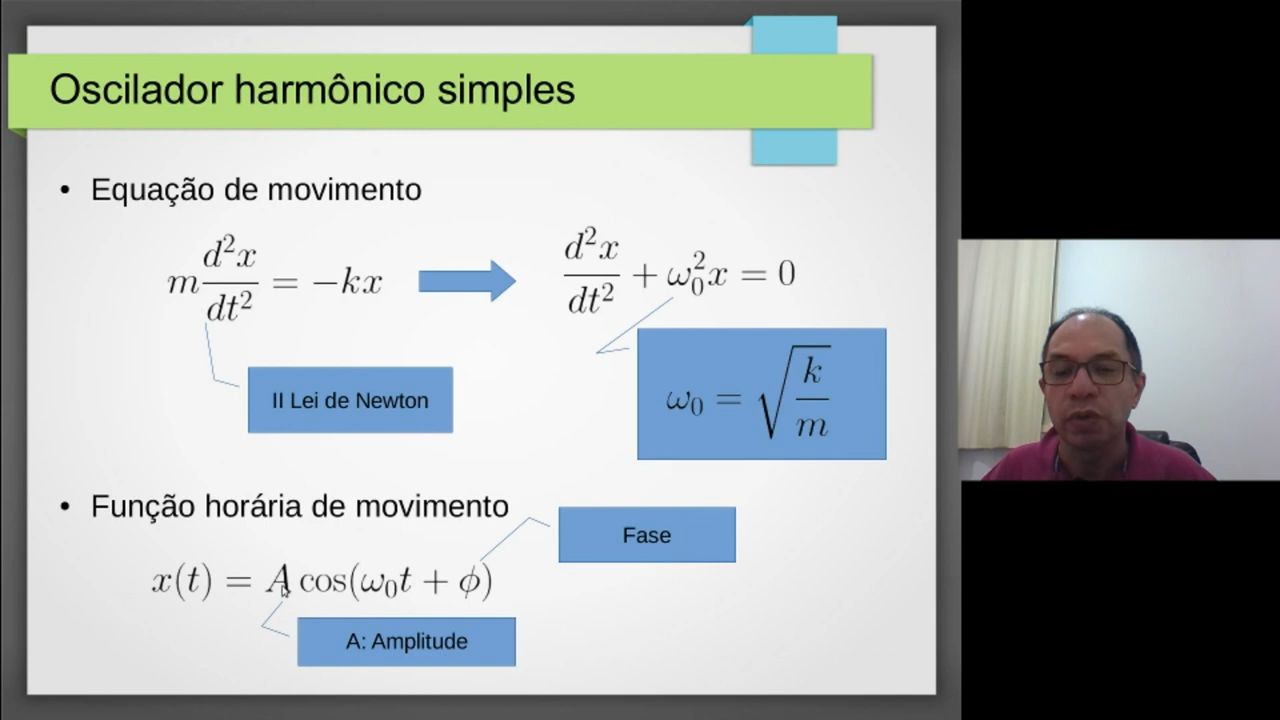 Oscilador harmônico simples
• Equação de movimento
m d²x/dt² = −kx
d²x/dt² + ω₀²x = 0
II Lei de Newton
ω₀ = √(k/m)
• Função horária de movimento
Fase
x(t) = A cos(ω₀t + ϕ)
A: Amplitude